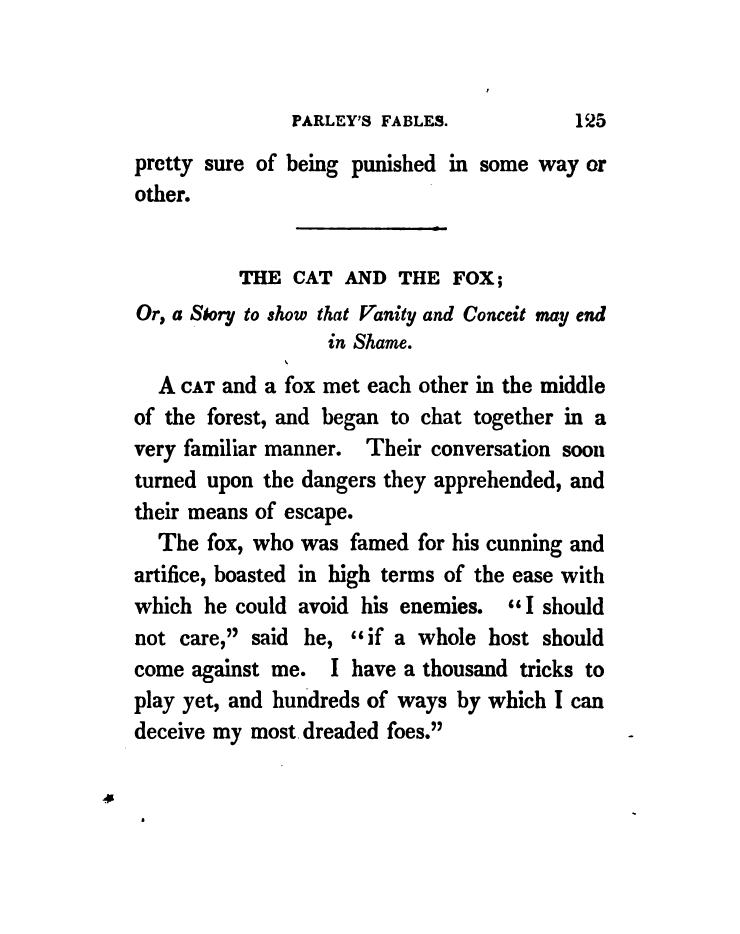 PARLEY'S FABLES. 125
pretty sure of being punished in some way or
other.
THE CAT AND THE FOX;
Or, a Story to show that Vanity and Conceit may end
in Shame.
A CAT and a fox met each other in the middle
of the forest, and began to chat together in a
very familiar manner. Their conversation soon
turned upon the dangers they apprehended, and
their means of escape.
The fox, who was famed for his cunning and
artifice, boasted in high terms of the ease with
which he could avoid his enemies. “I should
not care,” said he, “if a whole host should
come against me. I have a thousand tricks to
play yet, and hundreds of ways by which I can
deceive my most dreaded foes.”